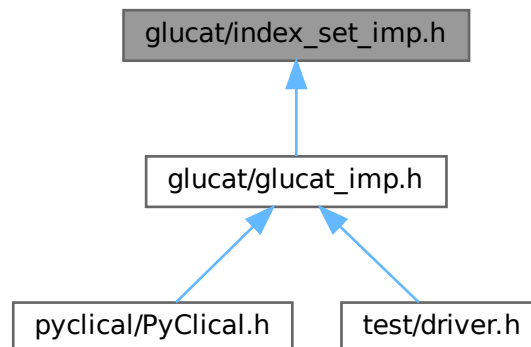 glucat/index_set_imp.h
glucat/glucat_imp.h
pyclical/PyClical.h
test/driver.h